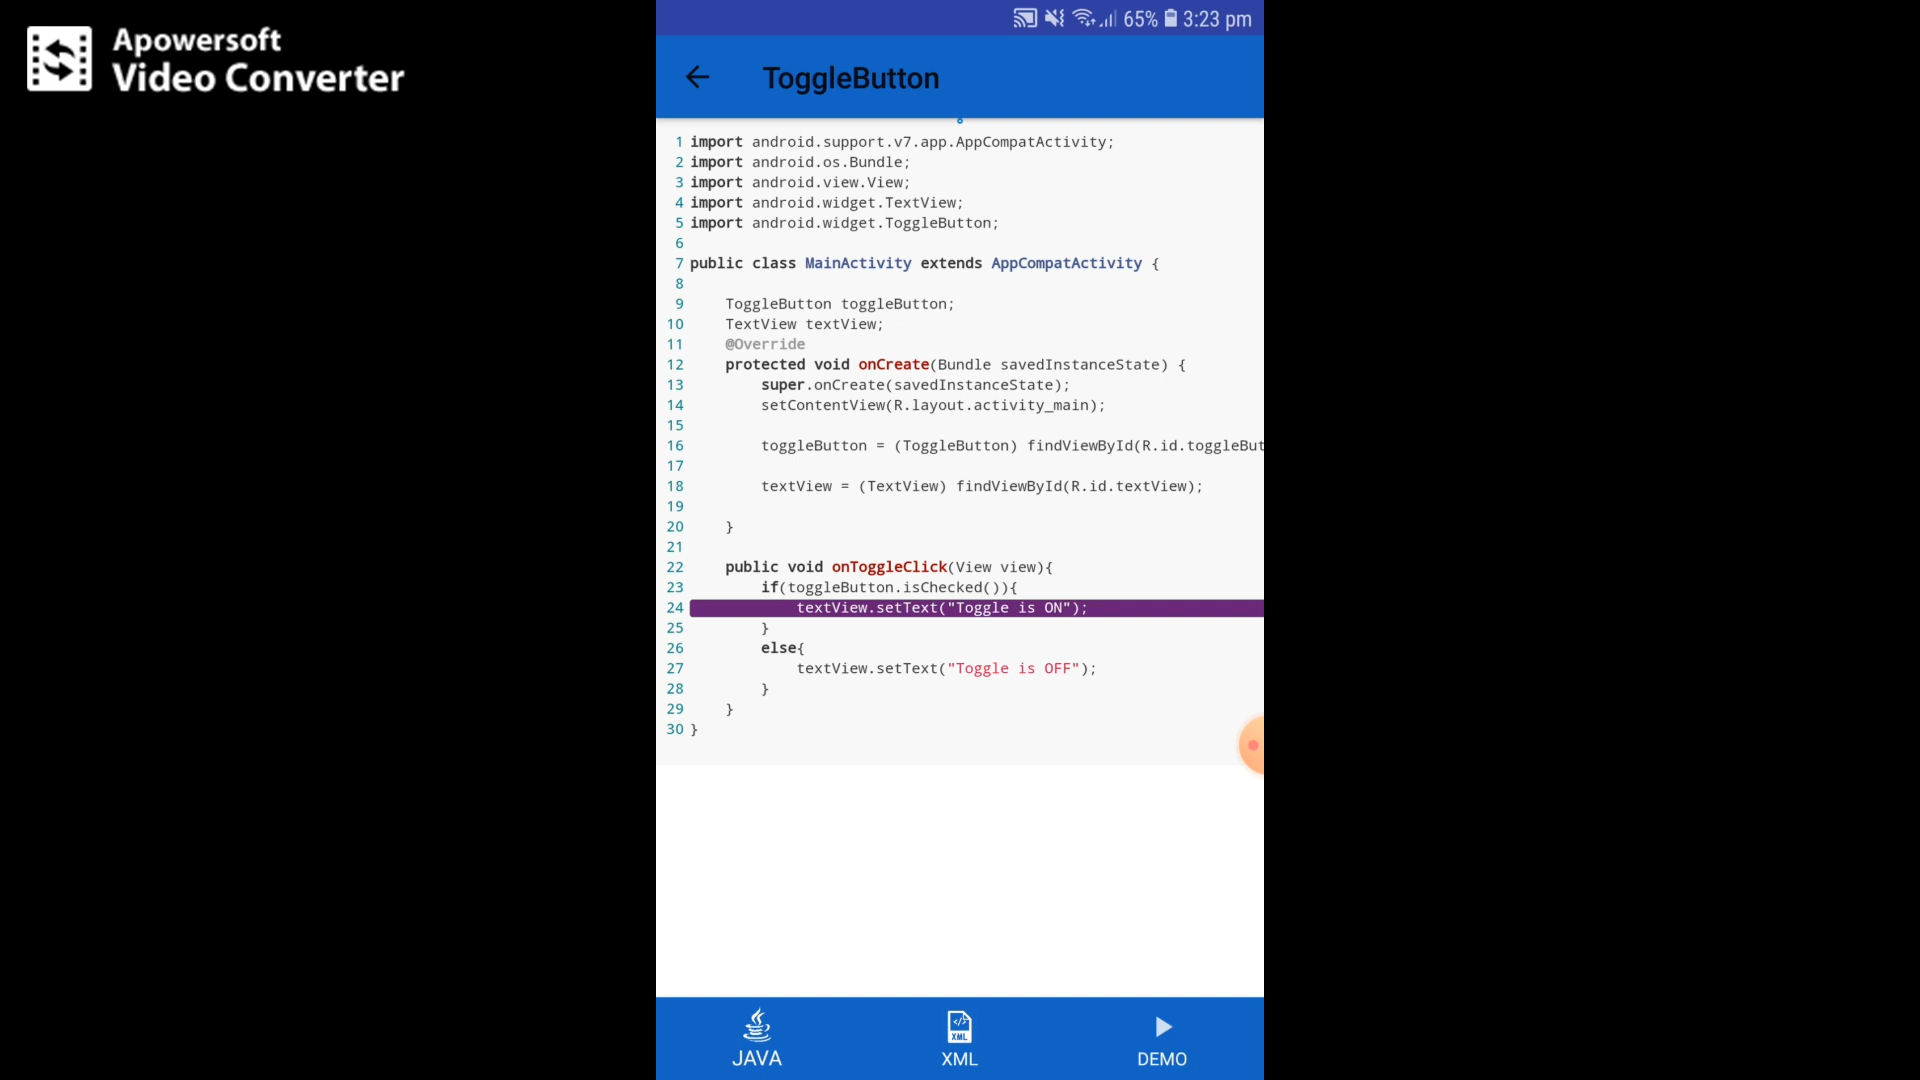 Apowersoft
Video Converter
65% 3:23 pm
ToggleButton
1 import android.support.v7.app.AppCompatActivity;
2 import android.os.Bundle;
3 import android.view.View;
4 import android.widget.TextView;
5 import android.widget.ToggleButton;
6
7 public class MainActivity extends AppCompatActivity {
8
9 ToggleButton toggleButton;
10 TextView textView;
11 @Override
12 protected void onCreate(Bundle savedInstanceState) {
13 super.onCreate(savedInstanceState);
14 setContentView(R.layout.activity_main);
15
16 toggleButton = (ToggleButton) findViewById(R.id.toggleBut
17
18 textView = (TextView) findViewById(R.id.textView);
19
20 }
21
22 public void onToggleClick(View view){
23 if(toggleButton.isChecked()){
24 textView.setText("Toggle is ON");
25 }
26 else{
27 textView.setText("Toggle is OFF");
28 }
29 }
30 }
JAVA
XML
XML
DEMO